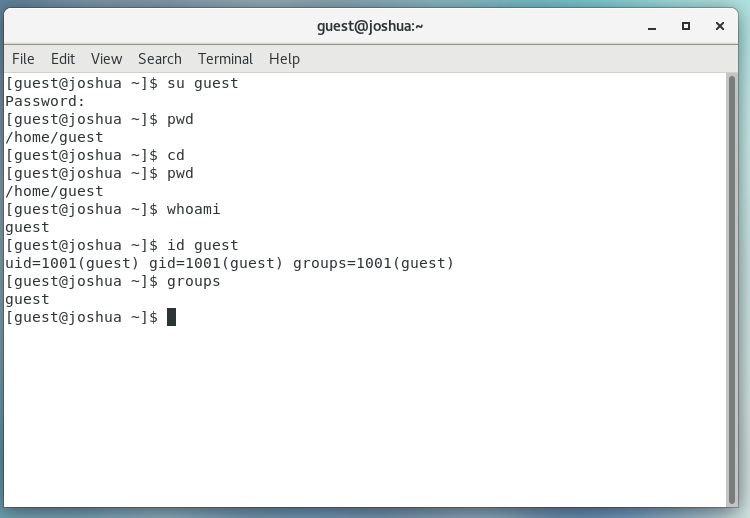 guest@joshua:~
File Edit View Search Terminal Help
[guest@joshua ~]$ su guest
Password:
[guest@joshua ~]$ pwd
/home/guest
[guest@joshua ~]$ cd
[guest@joshua ~]$ pwd
/home/guest
[guest@joshua ~]$ whoami
guest
[guest@joshua ~]$ id guest
uid=1001(guest) gid=1001(guest) groups=1001(guest)
[guest@joshua ~]$ groups
guest
[guest@joshua ~]$